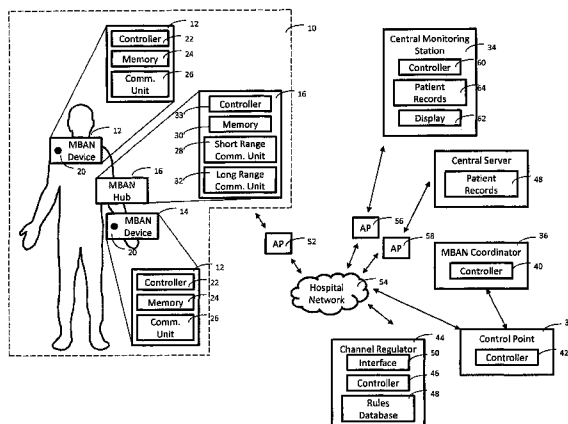 12
10
Controller
22
Memory
24
Comm.
Unit
26
12
MBAN
Device
20
16
MBAN
Hub
14
MBAN
Device
20
Controller
16
33
Memory
30
Short Range
Comm. Unit
28
Long Range
Comm. Unit
32
12
Controller
22
Memory
24
Comm.
Unit
26
Central Monitoring
Station
34
Controller
60
Patient
Records
64
Display
62
Central Server
Patient
Records
48
AP
56
AP
58
AP
52
Hospital
Network
54
MBAN Coordinator
36
Controller
40
Control Point
3
Controller
42
Channel Regulator
44
Interface
50
Controller
46
Rules
Database
48